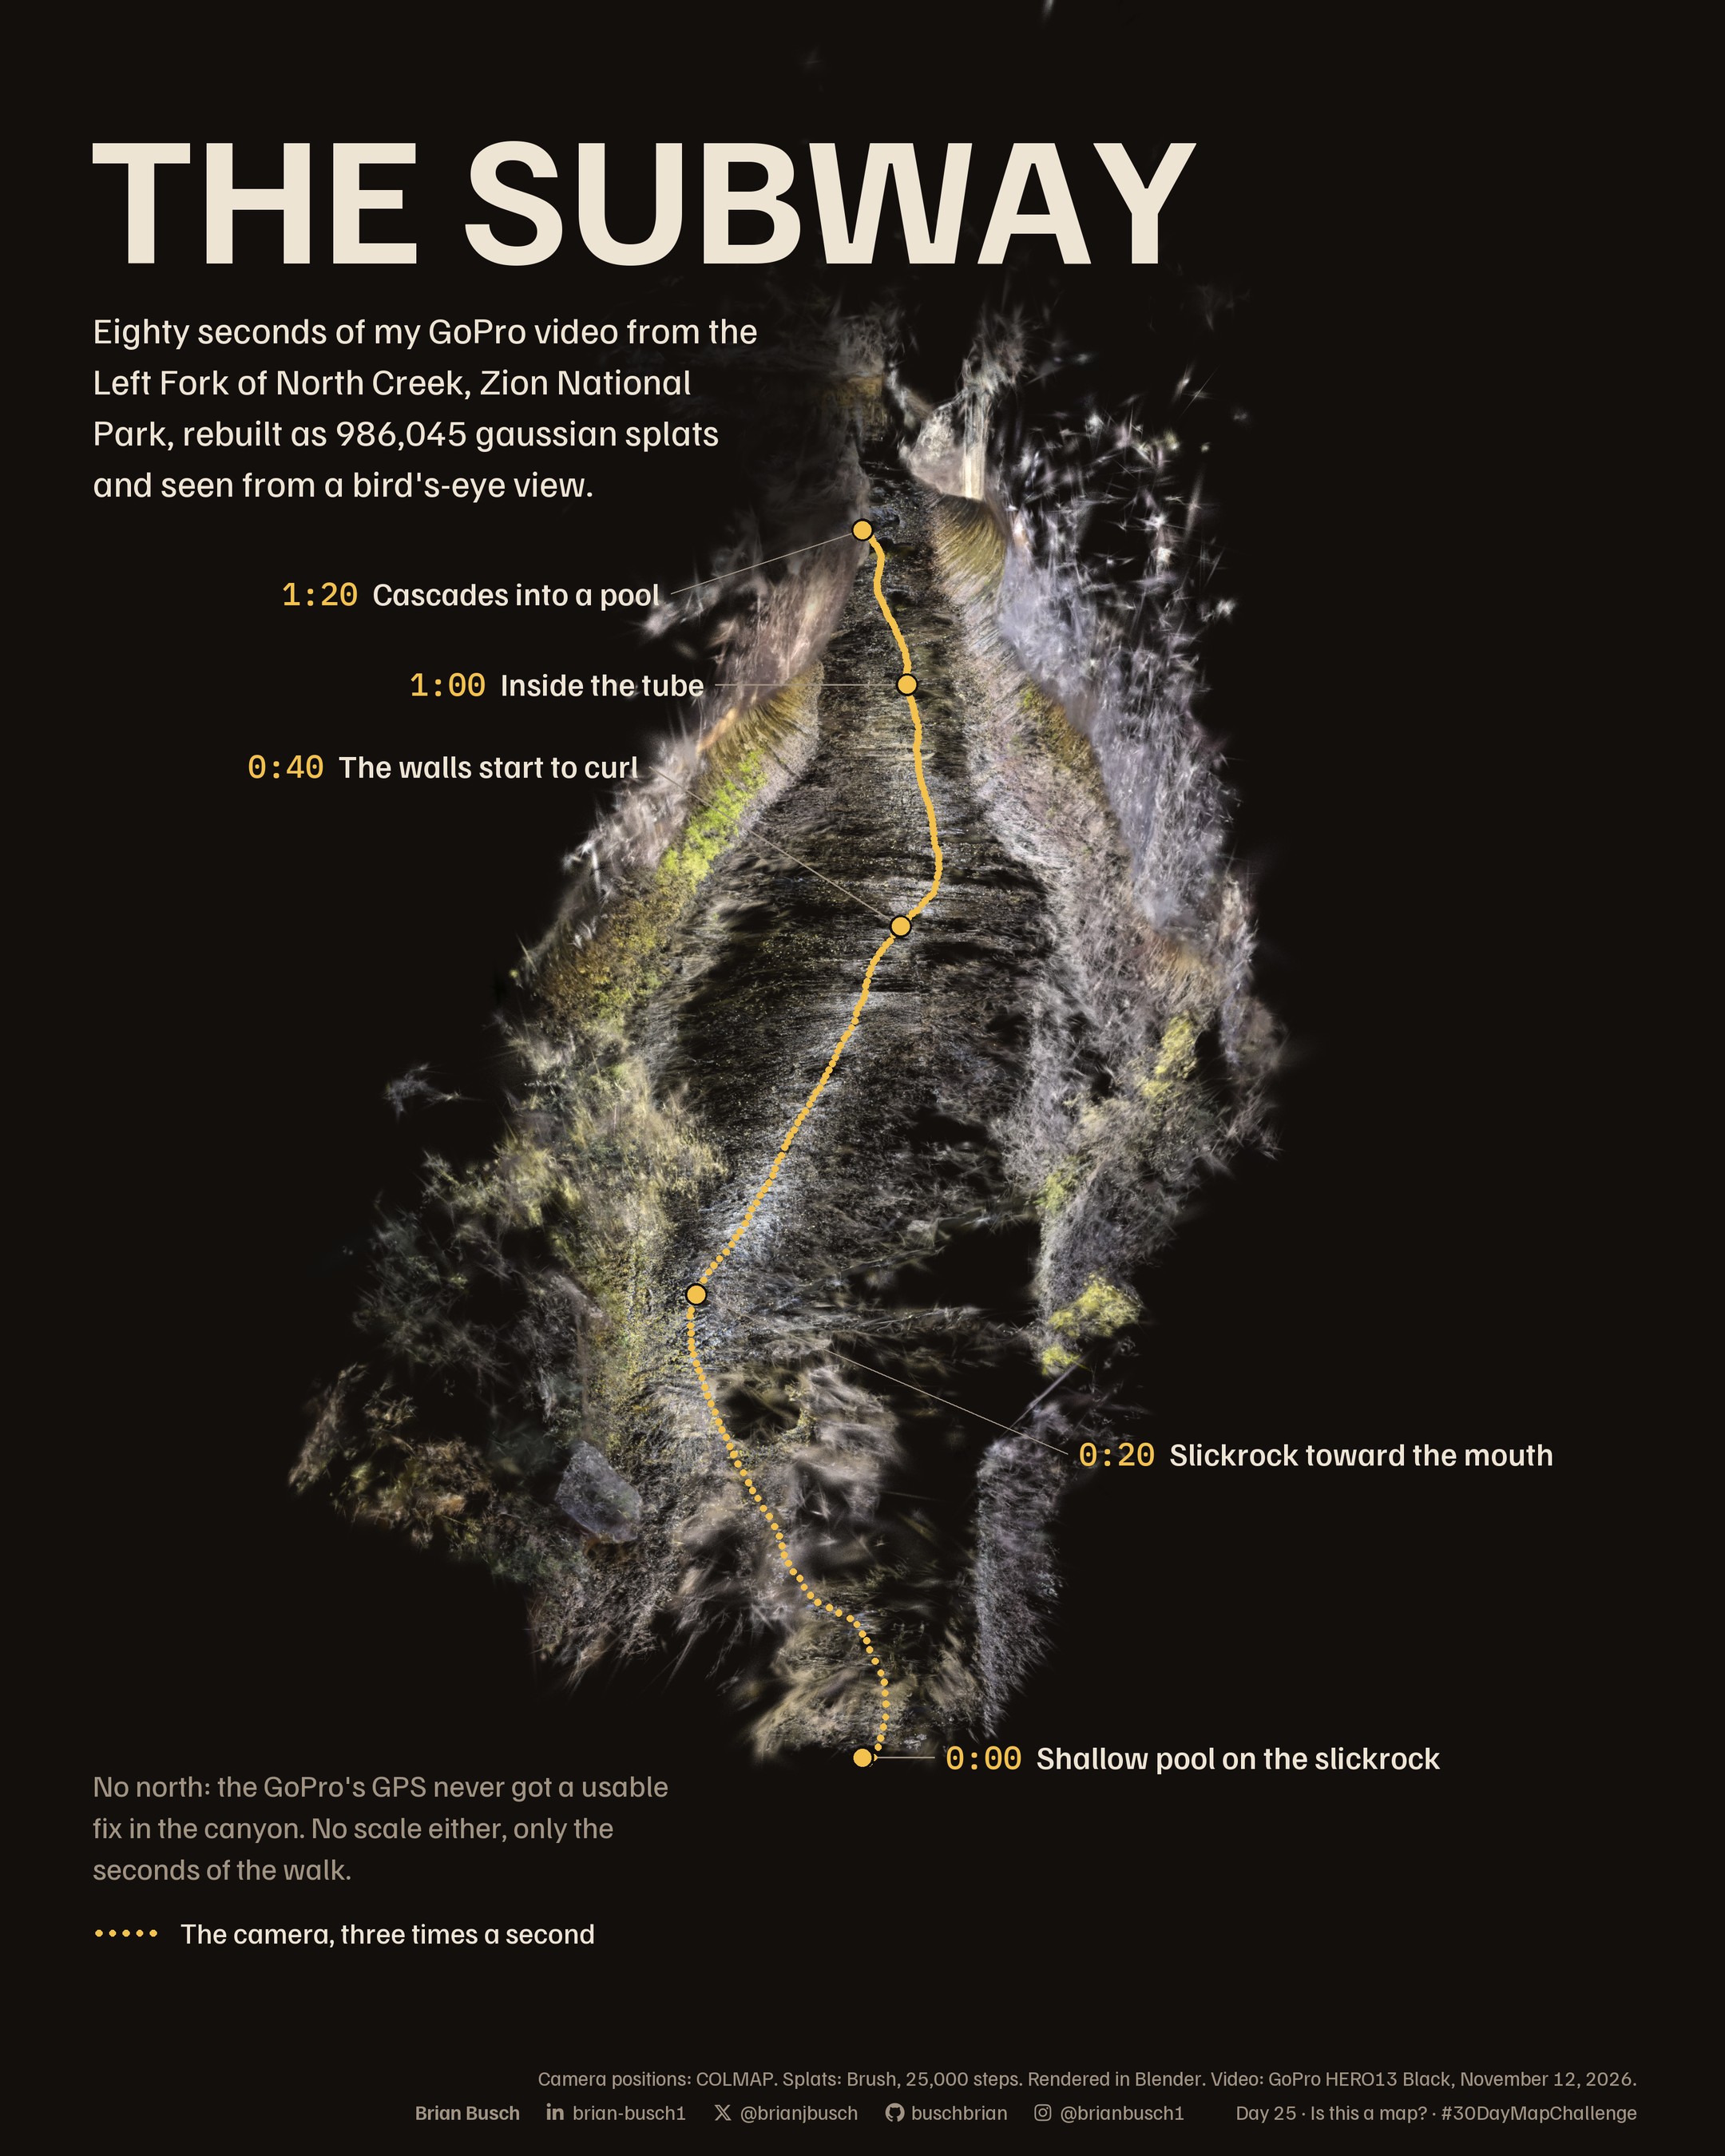 THE SUBWAY
Eighty seconds of my GoPro video from the
Left Fork of North Creek, Zion National
Park, rebuilt as 986,045 gaussian splats
and seen from a bird's-eye view.
1:20 Cascades into a pool
1:00 Inside the tube
0:40 The walls start to curl
0:20 Slickrock toward the mouth
0:00 Shallow pool on the slickrock
No north: the GoPro's GPS never got a usable
fix in the canyon. No scale either, only the
seconds of the walk.
The camera, three times a second
Camera positions: COLMAP. Splats: Brush, 25,000 steps. Rendered in Blender. Video: GoPro HERO13 Black, November 12, 2026.
Brian Busch brian-busch1 @brianjbusch buschbrian @brianbusch1 Day 25 · Is this a map? · #30DayMapChallenge